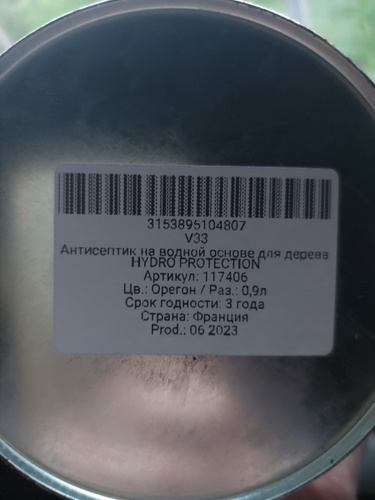 3153895104807
V33
Антисептик на водной основе для дерева
HYDRO PROTECTION
Артикул: 117406
Цв.: Орегон / Раз.: 0,9л
Срок годности: 3 года
Страна: Франция
Prod.: 06 2023